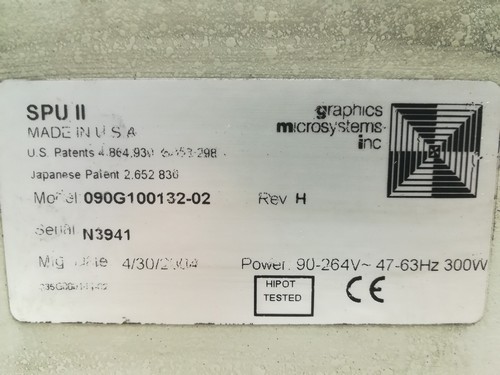 SPU II
MADE IN U.S.A
U.S. Patents 4.864.930
Japanese Patent 2.652 836
Model 090G100132-02 Rev H
Serial N3941
Mfg Date 4/30/2004
Power: 90-264V~ 47-63Hz 300W
HIPOT
TESTED
CE
graphics
microsystems
inc